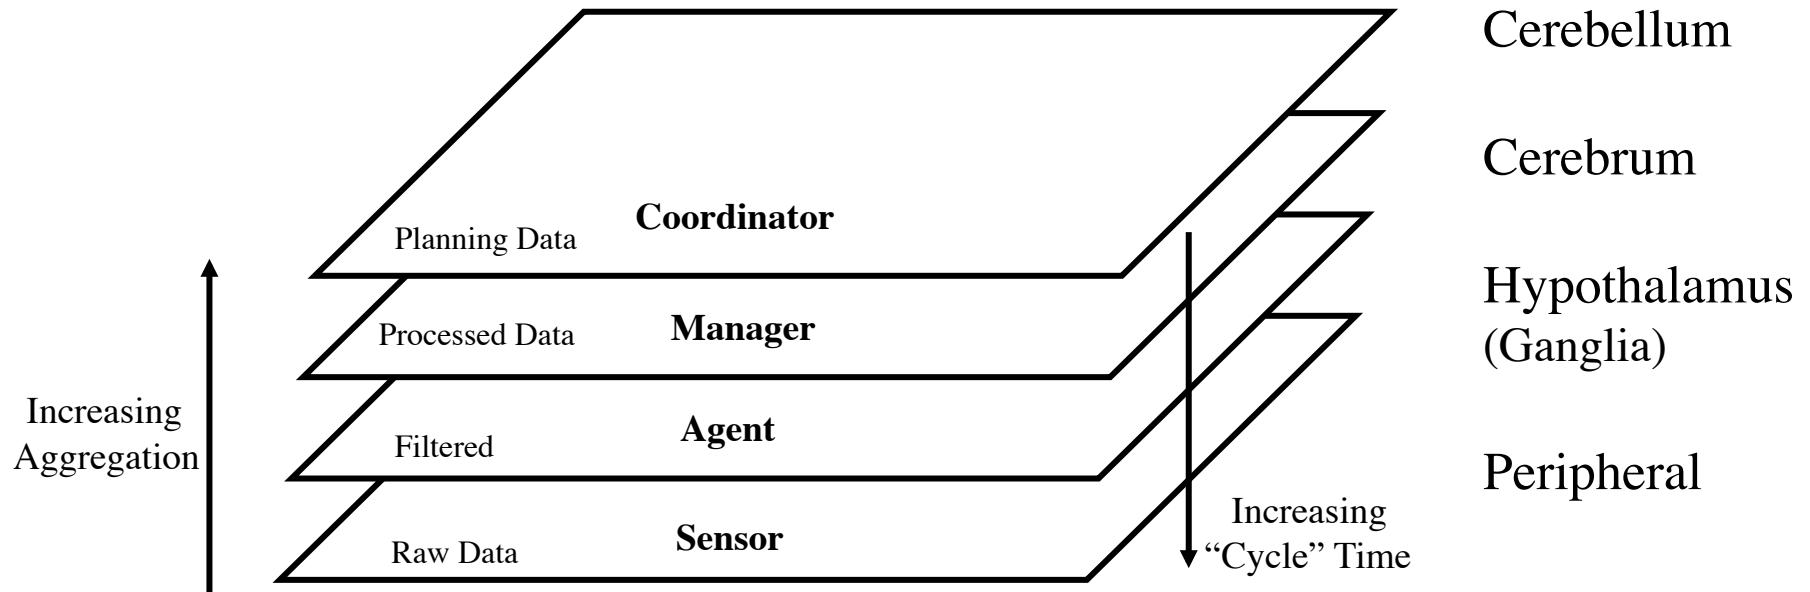 Cerebellum
Cerebrum
Coordinator
Planning Data
Hypothalamus
(Ganglia)
Manager
Processed Data
Increasing
Aggregation
Agent
Filtered
Peripheral
Increasing
“Cycle” Time
Sensor
Raw Data